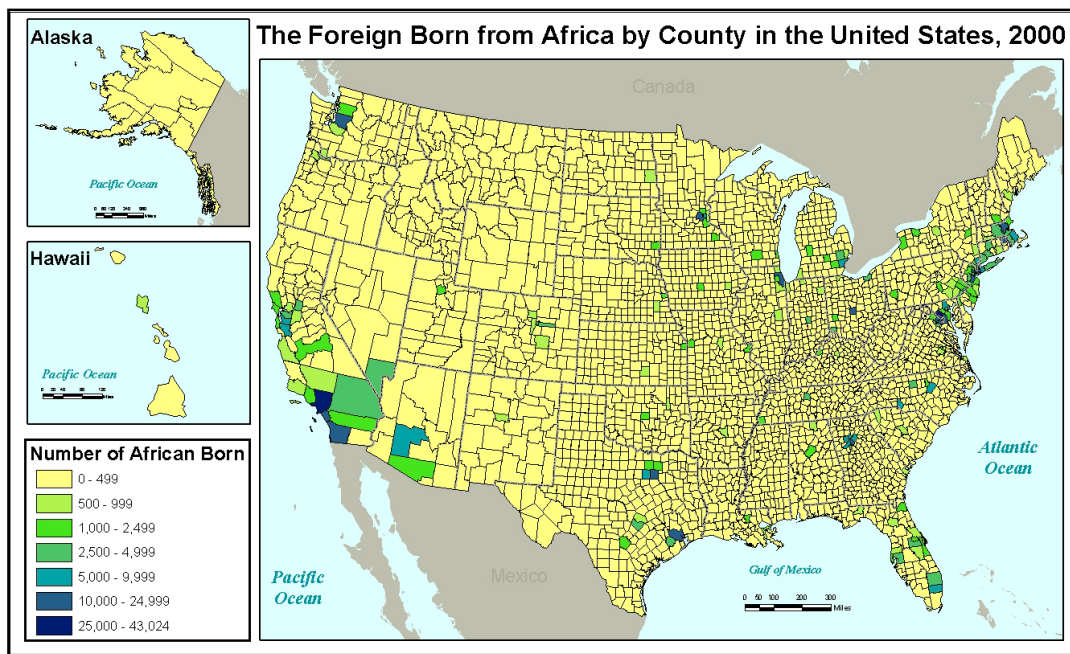 The Foreign Born from Africa by County in the United States, 2000
Alaska
Pacific Ocean
Miles
Hawaii
Pacific Ocean
Miles
Number of African Born
0 - 499
500 - 999
1,000 - 2,499
2,500 - 4,999
5,000 - 9,999
10,000 - 24,999
25,000 - 43,024
Canada
Mexico
Pacific
Ocean
Atlantic
Ocean
Gulf of Mexico
0 50 100 200 300
Miles